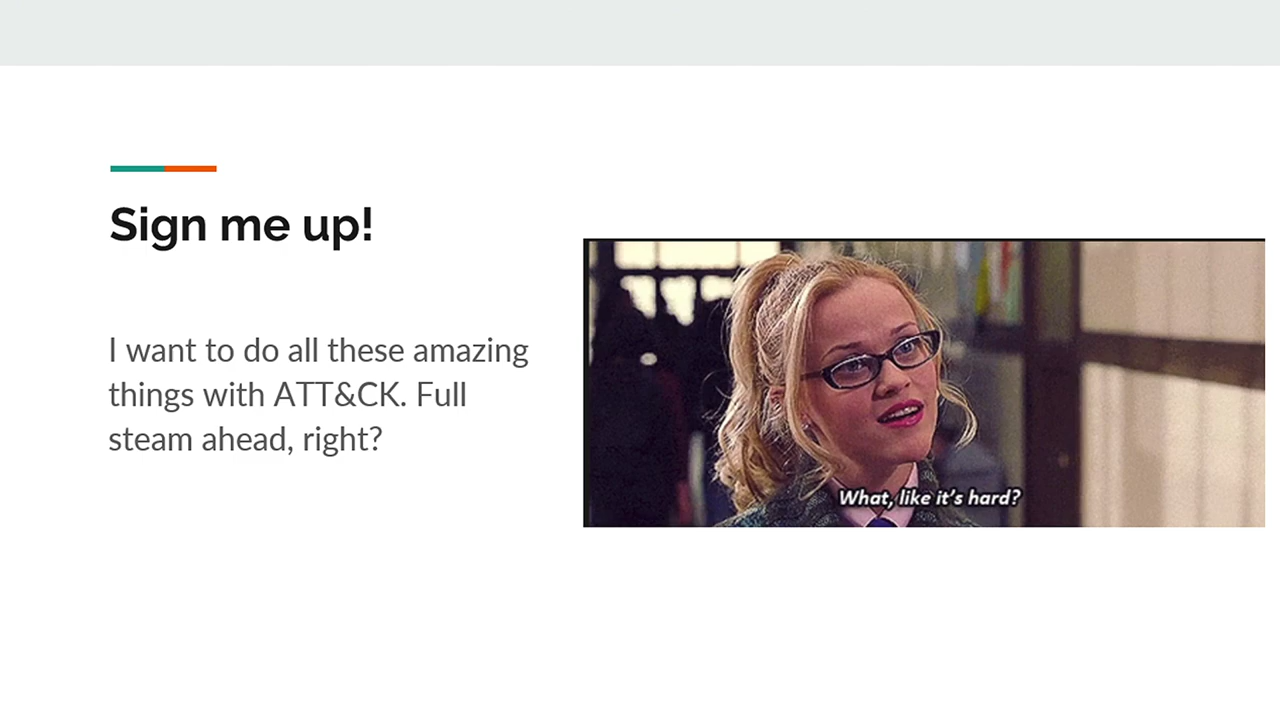 Sign me up!
I want to do all these amazing
things with ATT&CK. Full
steam ahead, right?
What, like it's hard?